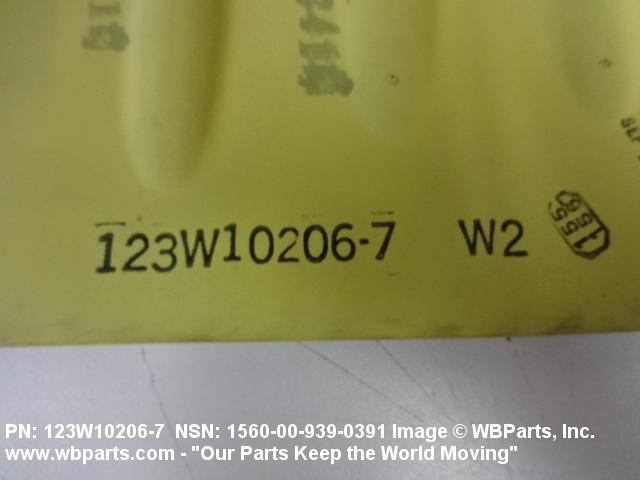 123W10206-7 W2
PN: 123W10206-7 NSN: 1560-00-939-0391 Image © WBParts, Inc.
www.wbparts.com - "Our Parts Keep the World Moving"